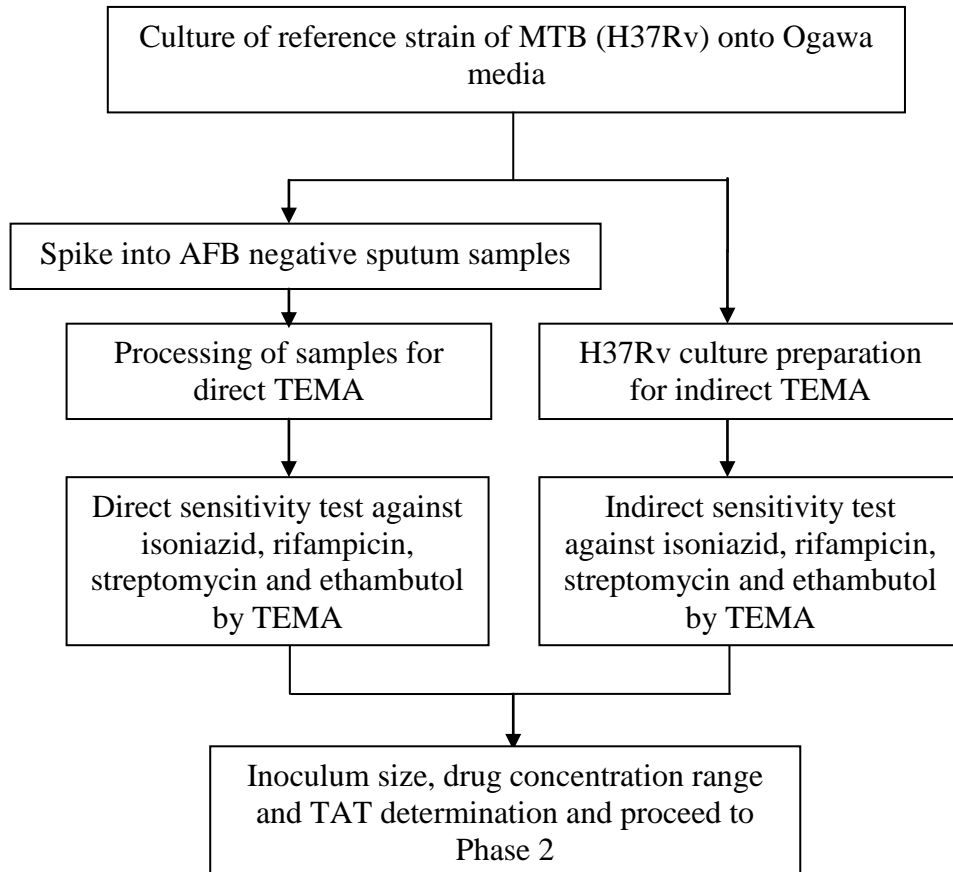 Culture of reference strain of MTB (H37Rv) onto Ogawa
media
Spike into AFB negative sputum samples
Processing of samples for
direct TEMA
H37Rv culture preparation
for indirect TEMA
Direct sensitivity test against
isoniazid, rifampicin,
streptomycin and ethambutol
by TEMA
Indirect sensitivity test
against isoniazid, rifampicin,
streptomycin and ethambutol
by TEMA
Inoculum size, drug concentration range
and TAT determination and proceed to
Phase 2